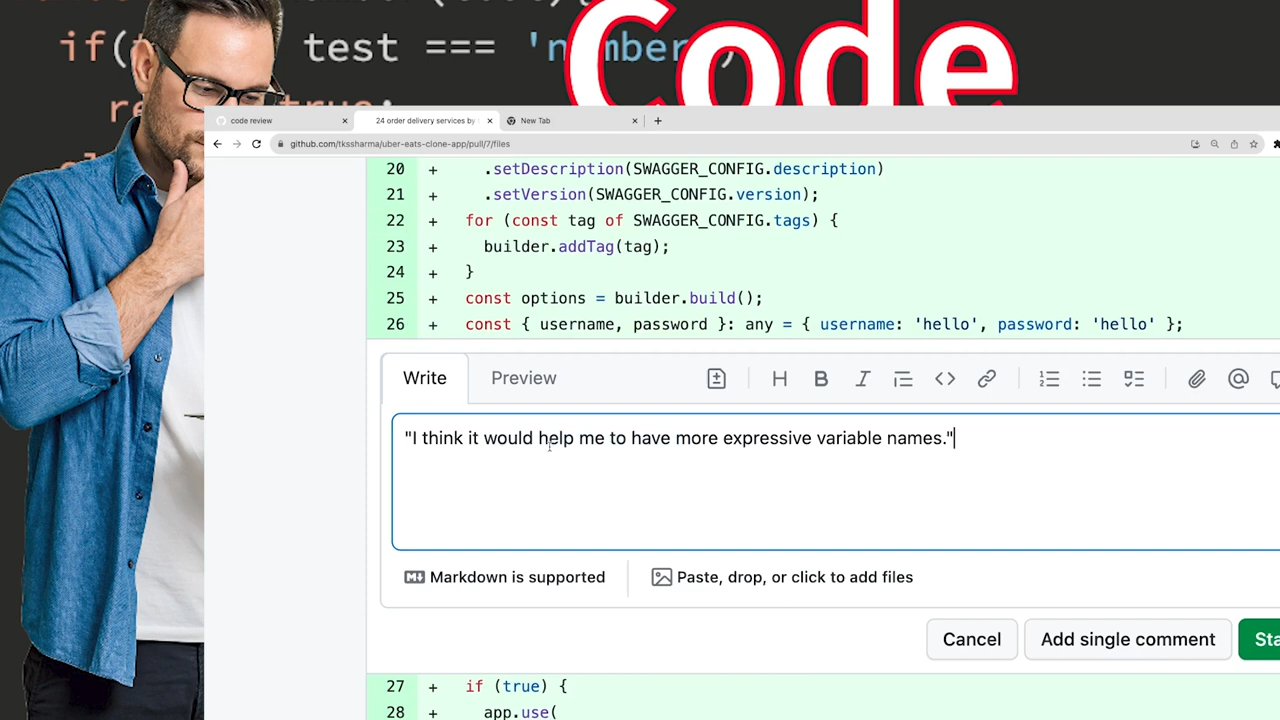 if( test === 'number
Code
re true;
code review
24 order delivery services by
New Tab
github.com/tkssharma/uber-eats-clone-app/pull/7/files
20 + .setDescription(SWAGGER_CONFIG.description)
21 + .setVersion(SWAGGER_CONFIG.version);
22 + for (const tag of SWAGGER_CONFIG.tags) {
23 + builder.addTag(tag);
24 + }
25 + const options = builder.build();
26 + const { username, password }: any = { username: 'hello', password: 'hello' };
Write Preview
"I think it would help me to have more expressive variable names."
Markdown is supported
Paste, drop, or click to add files
Cancel Add single comment Sta
27 + if (true) {
28 + app.use(